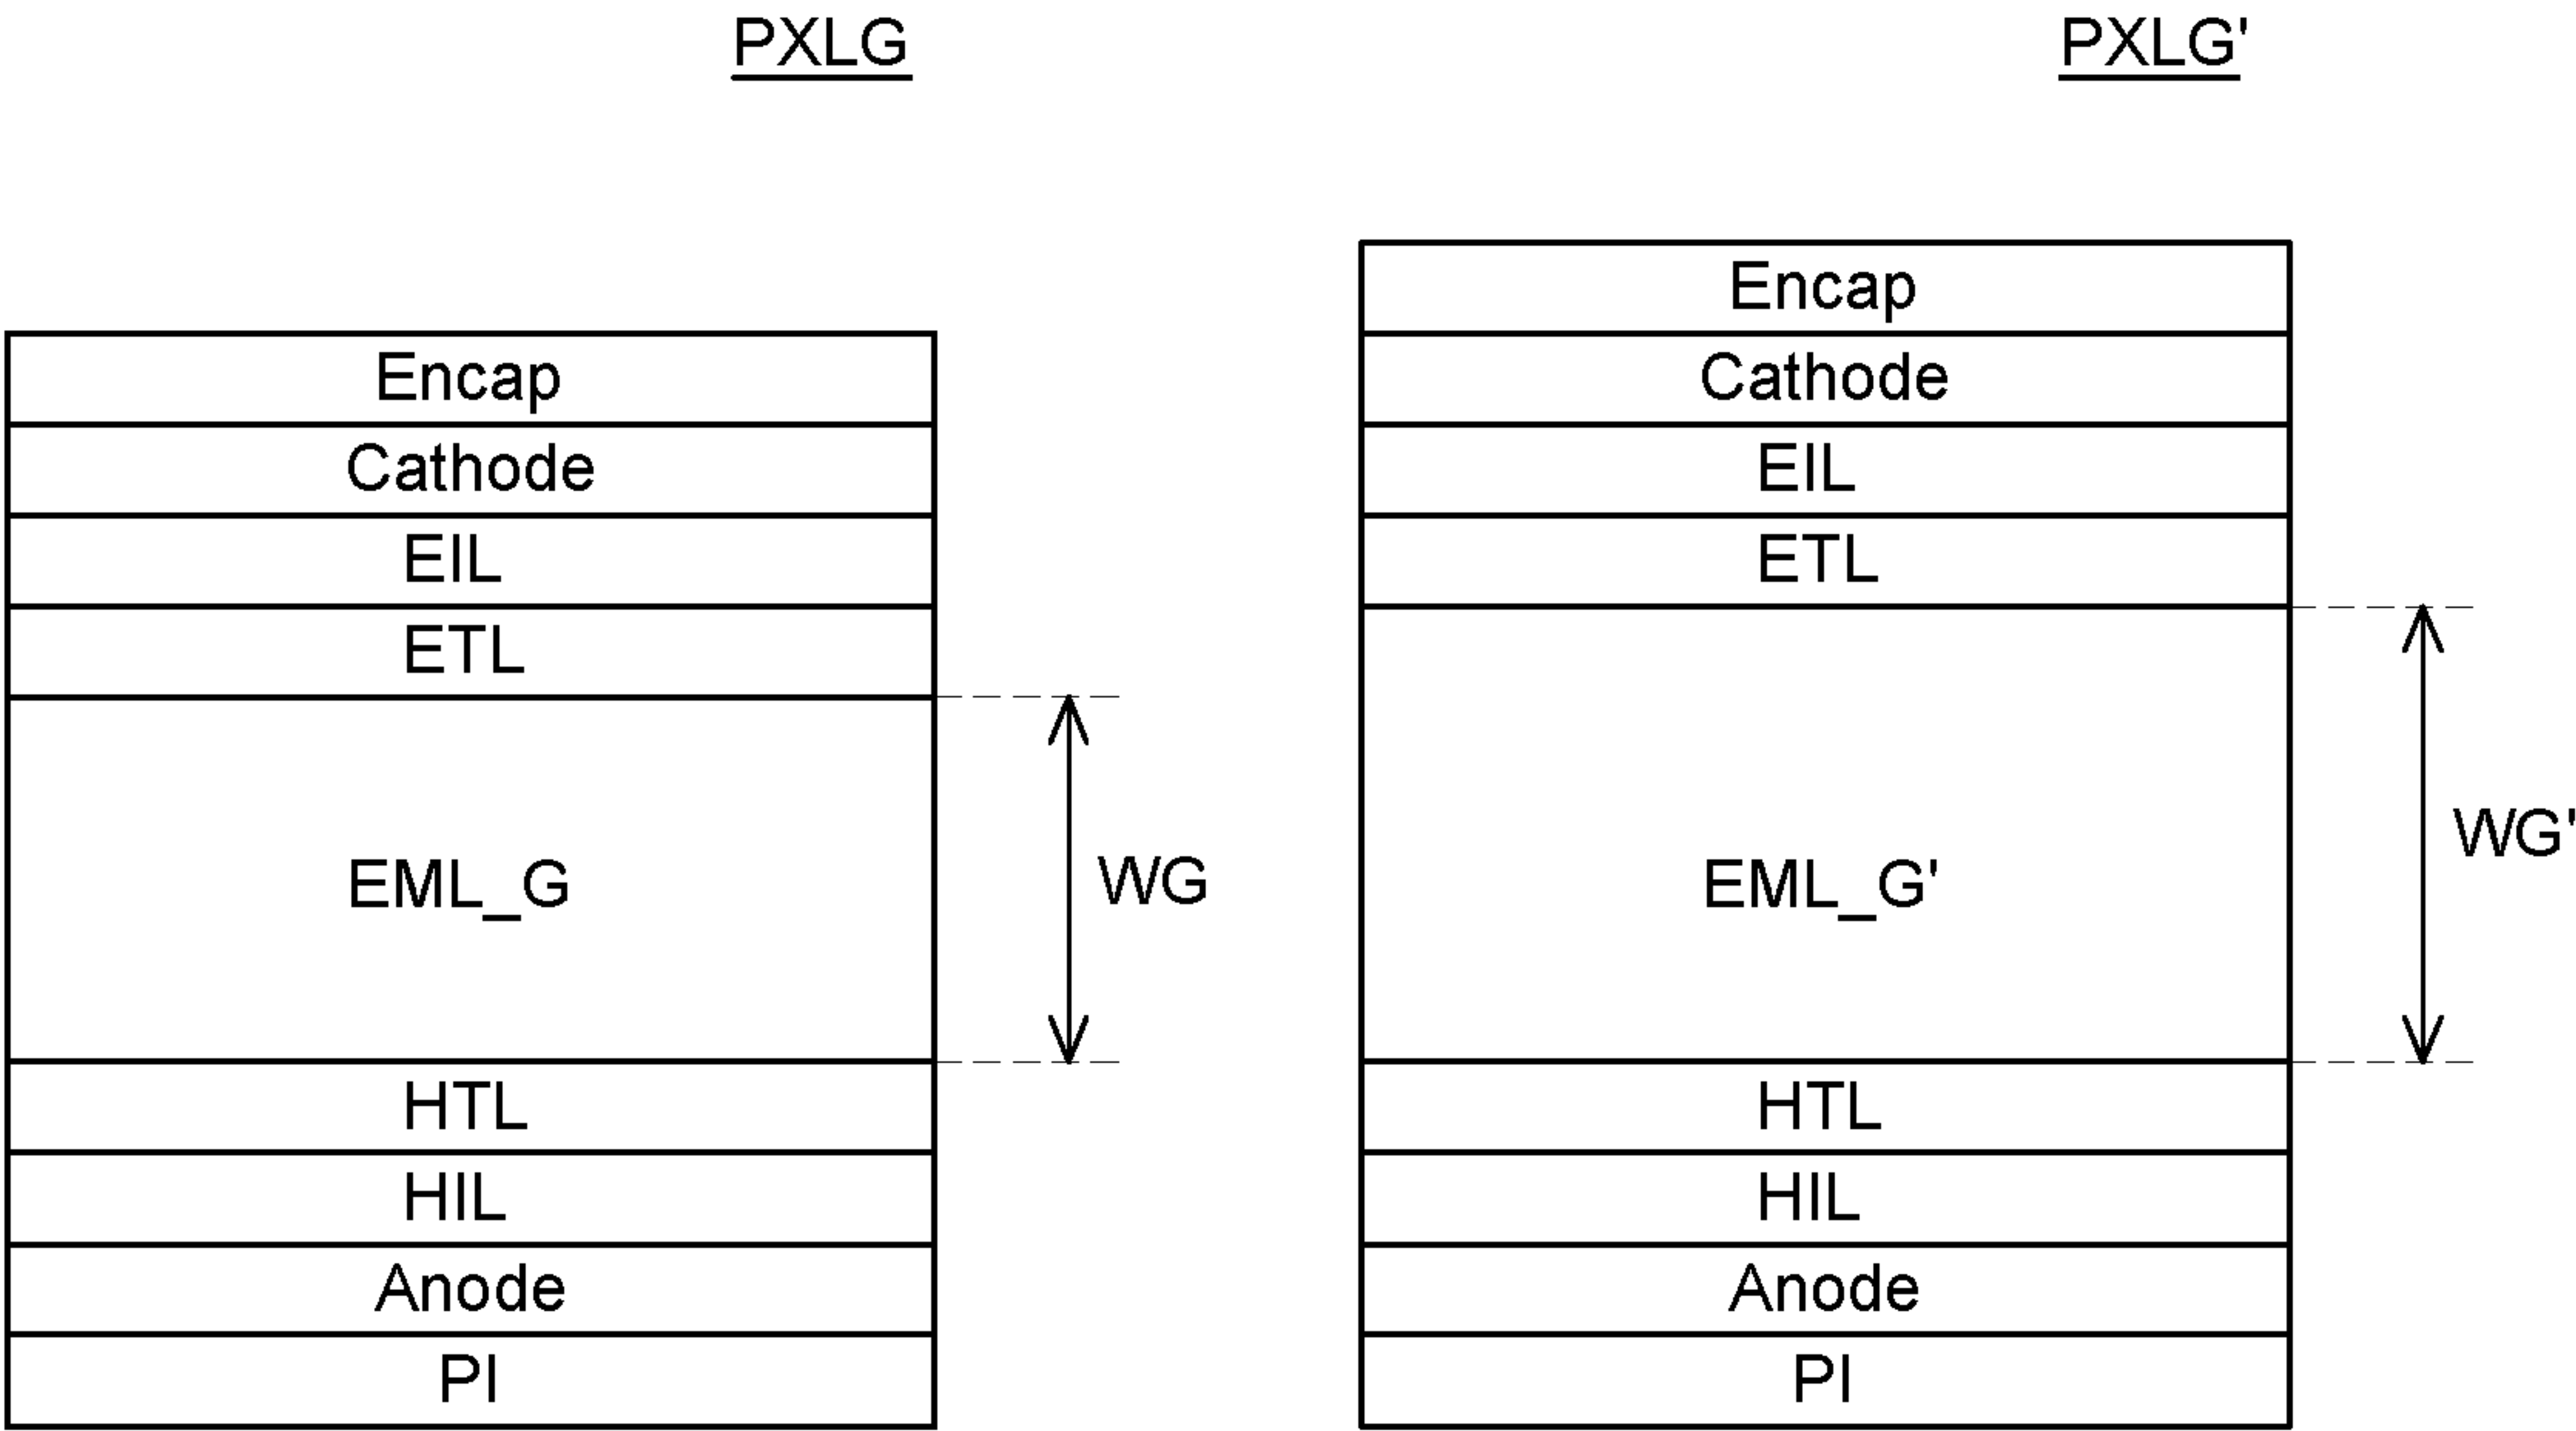 PXLG
Encap
Cathode
EIL
ETL
EML_G
WG
HTL
HIL
Anode
PI
PXLG'
Encap
Cathode
EIL
ETL
EML_G'
WG'
HTL
HIL
Anode
PI